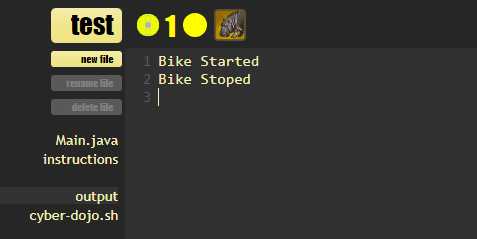 test
1
new file
rename file
delete file
Main.java
instructions
output
cyber-dojo.sh
1 Bike Started
2 Bike Stoped
3